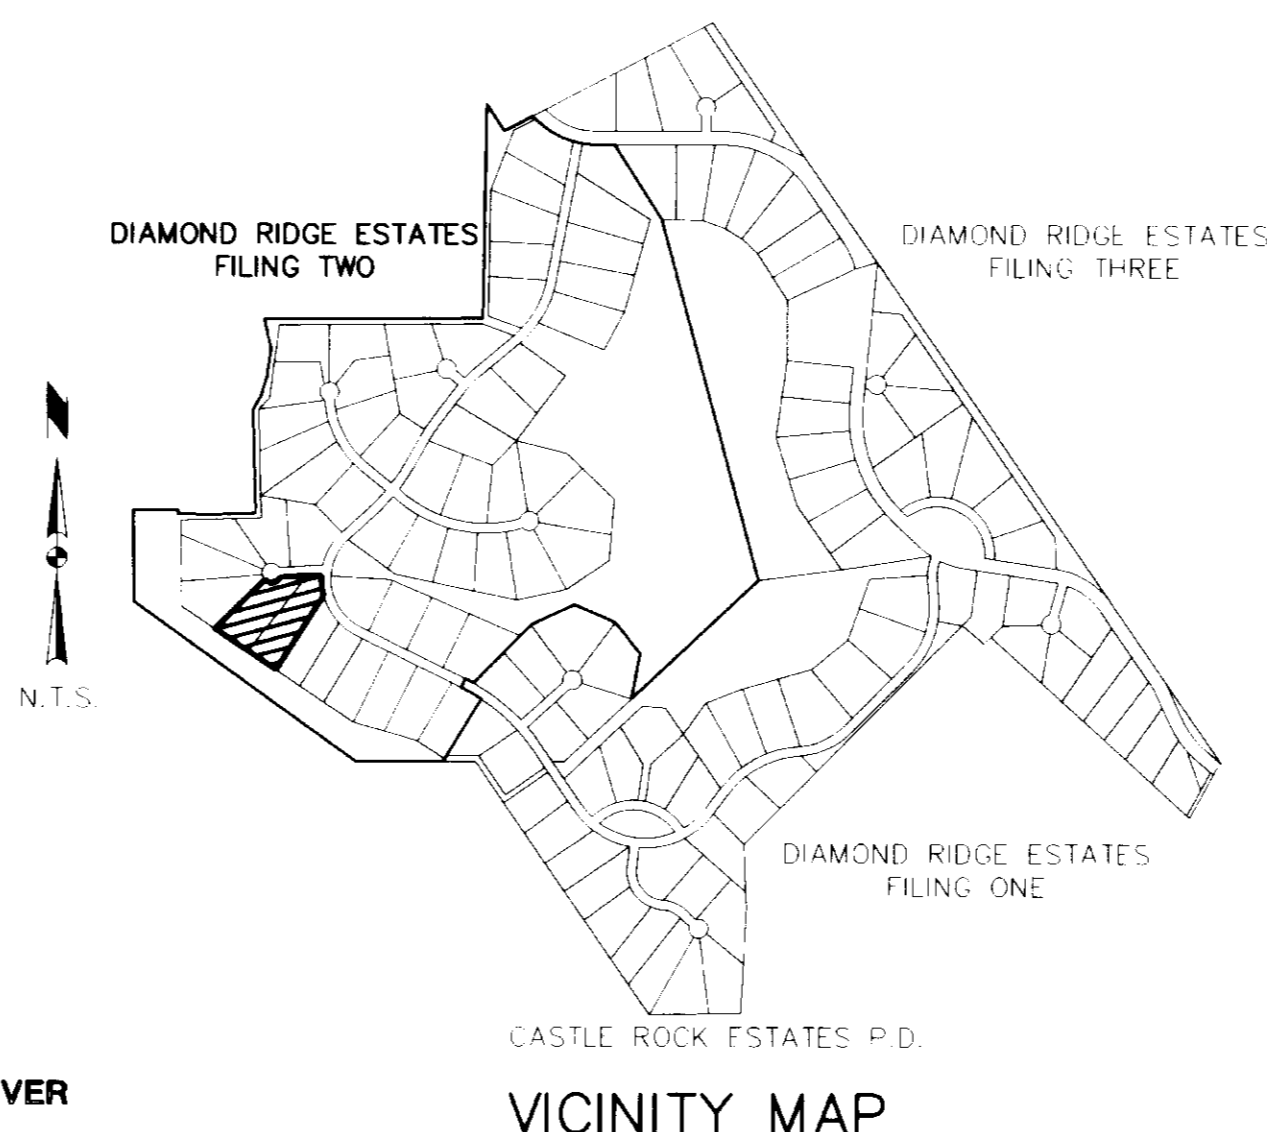 DIAMOND RIDGE ESTATES
FILING TWO
DIAMOND RIDGE ESTATES
FILING THREE
N
N.T.S.
DIAMOND RIDGE ESTATES
FILING ONE
CASTLE ROCK ESTATES P.D.
VER
VICINITY MAP